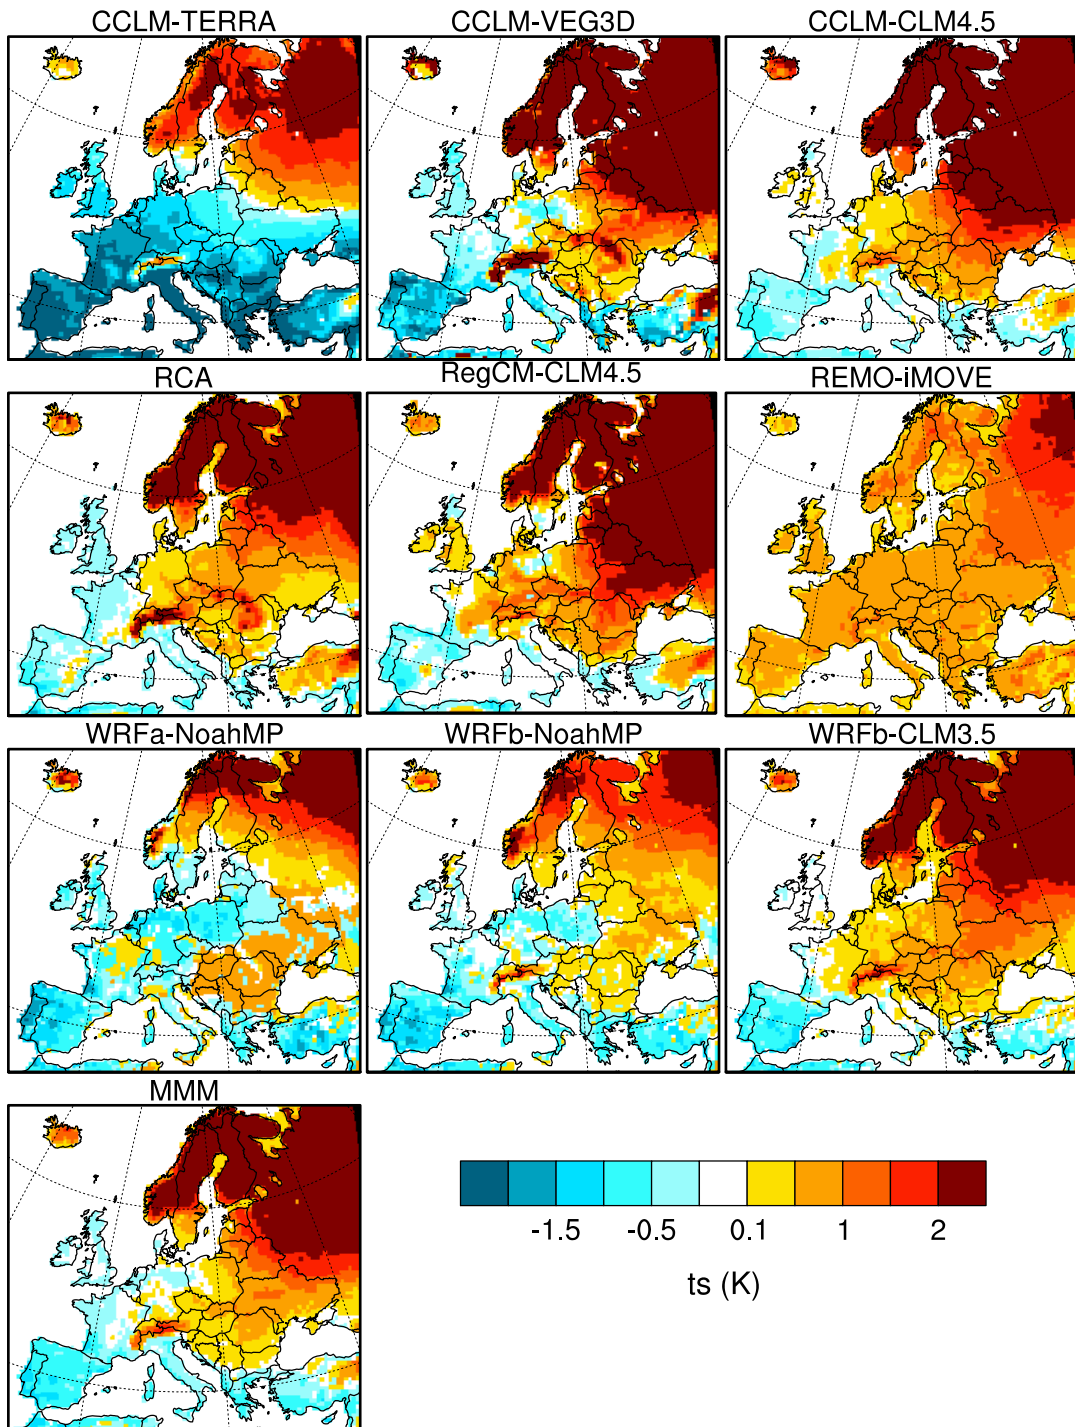 CCLM-TERRA
CCLM-VEG3D
CCLM-CLM4.5
RCA
RegCM-CLM4.5
REMO-iMOVE
WRFa-NoahMP
WRFb-NoahMP
WRFb-CLM3.5
MMM
-1.5 -0.5 0.1 1 2
ts (K)